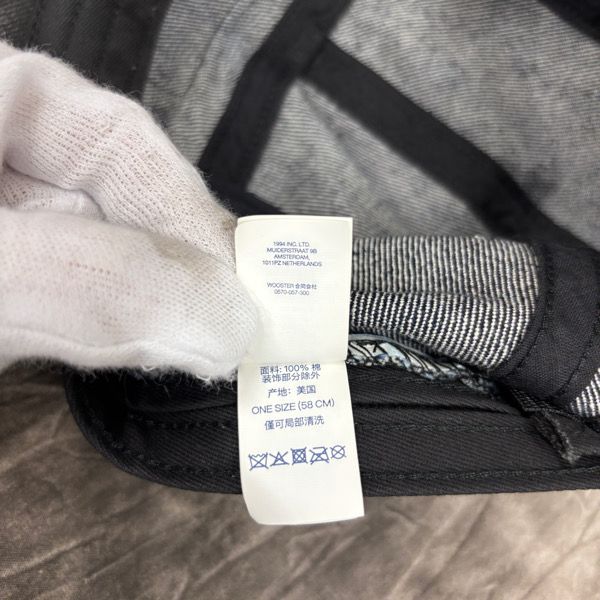 1994 INC. LTD.
MUIDERSTRAAT 9B
AMSTERDAM,
1011PZ NETHERLANDS
WOOSTER 合同会社
0570-057-300
面料: 100% 棉
装饰部分除外
产地: 美国
ONE SIZE (58 CM)
仅可局部清洗